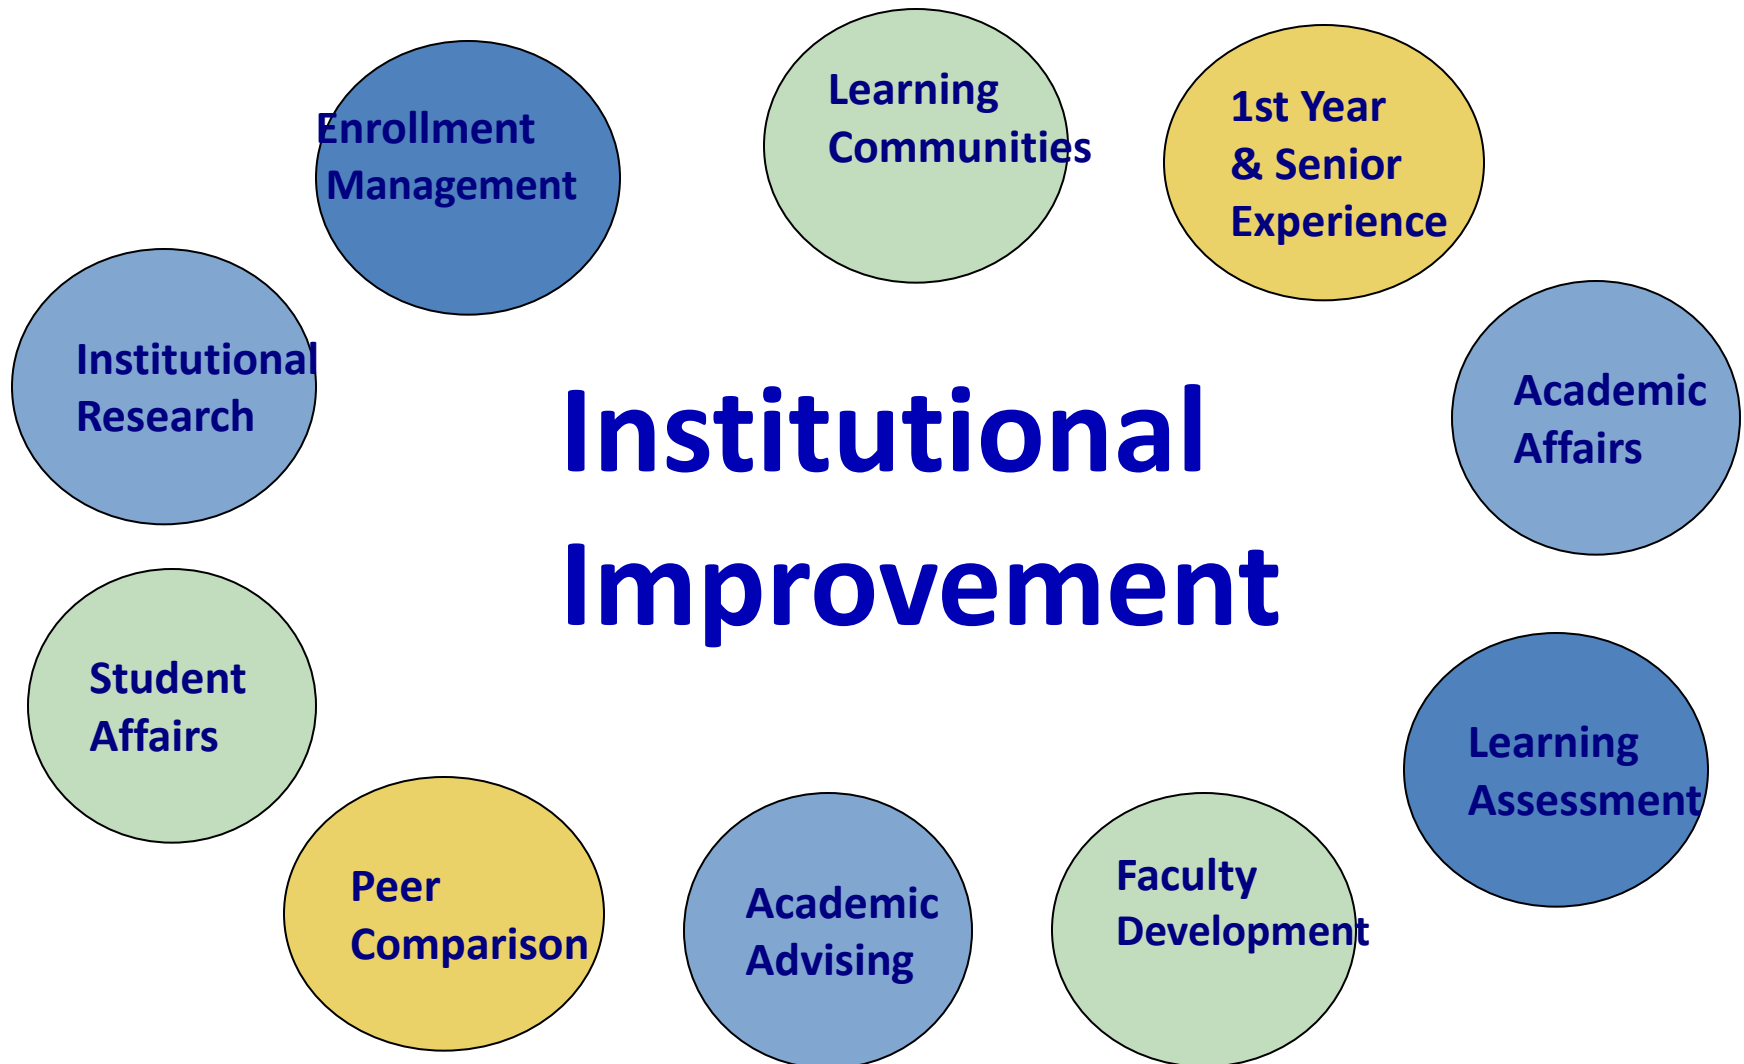 Enrollment
Management
Learning
Communities
1st Year
& Senior
Experience
Institutional
Research
Institutional
Improvement
Academic
Affairs
Student
Affairs
Learning
Assessment
Peer
Comparison
Academic
Advising
Faculty
Development